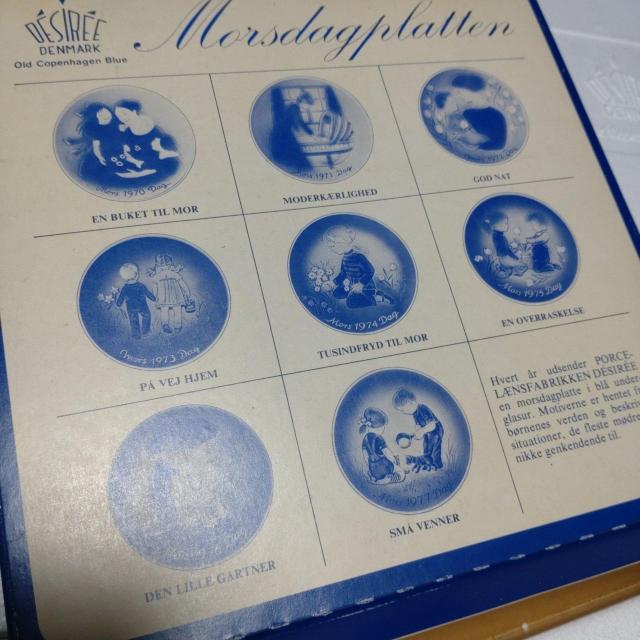 DÉSIRÉE
DENMARK
Old Copenhagen Blue
Morsdagplatten
Mors 1970 Dag
EN BUKET TIL MOR
Mors 1971 Dag
MODERKÆRLIGHED
GOD NAT
Mors 1973 Dag
PÅ VEJ HJEM
Mors 1974 Dag
TUSINDFRYD TIL MOR
Mors 1975 Dag
EN OVERRASKELSE
DEN LILLE GARTNER
Mors 1977 Dag
SMÅ VENNER
Hvert år udsender PORCE-
LÆNSFABRIKKEN DÉSIRÉE
en morsdagplatte i blå under
glasur. Motiverne er hentet
børnenes verden og
situationer, de fleste
nikke genkendende til.